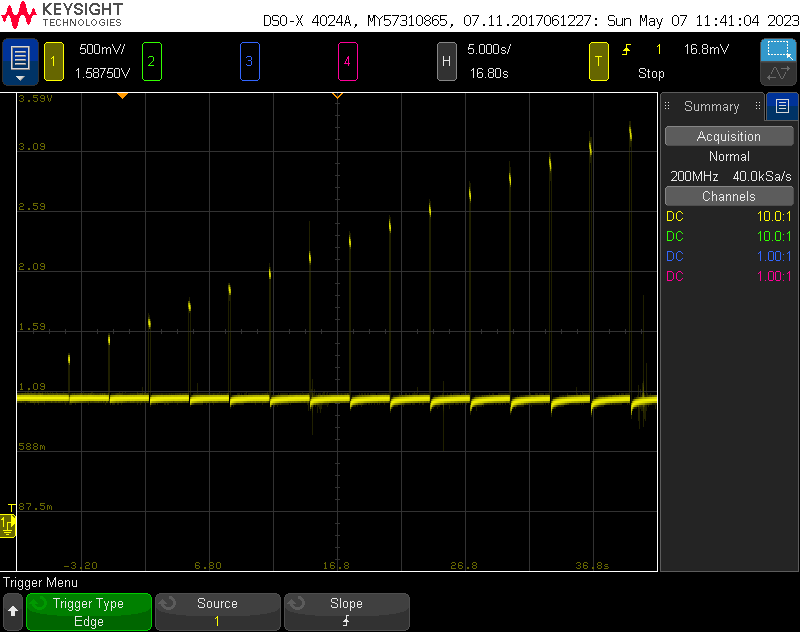 KEYSIGHT
TECHNOLOGIES
DSO-X 4024A, MY57310865, 07.11.2017061227: Sun May 07 11:41:04 2023
1 500mV/ 2 3 4 H 5.000s/ T 1 16.8mV
1.58750V 16.80s Stop
3.59V
3.09
2.59
2.09
1.59
1.09
588m
87.5m
T
1
-3.20 6.80 16.8 26.8 36.8s
Summary
Acquisition
Normal
200MHz 40.0kSa/s
Channels
DC 10.0:1
DC 10.0:1
DC 1.00:1
DC 1.00:1
Trigger Menu
Trigger Type Source Slope
Edge 1